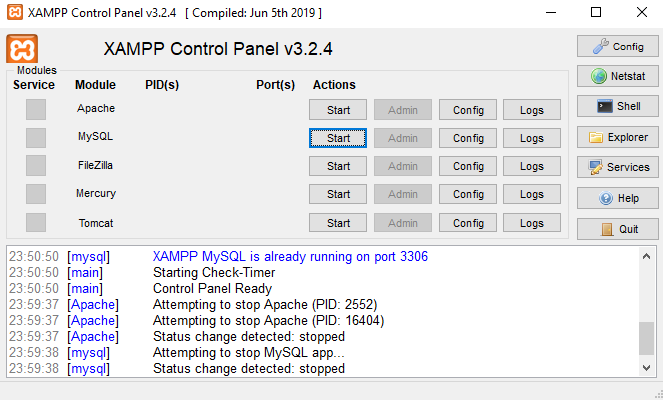 XAMPP Control Panel v3.2.4 [ Compiled: Jun 5th 2019 ]
XAMPP Control Panel v3.2.4
Config
Modules
Service Module PID(s) Port(s) Actions
Netstat
Apache Start Admin Config Logs
Shell
MySQL Start Admin Config Logs
Explorer
FileZilla Start Admin Config Logs
Services
Mercury Start Admin Config Logs
Help
Tomcat Start Admin Config Logs
Quit
23:50:50 [mysql] XAMPP MySQL is already running on port 3306
23:50:50 [main] Starting Check-Timer
23:50:50 [main] Control Panel Ready
23:59:37 [Apache] Attempting to stop Apache (PID: 2552)
23:59:37 [Apache] Attempting to stop Apache (PID: 16404)
23:59:37 [Apache] Status change detected: stopped
23:59:38 [mysql] Attempting to stop MySQL app...
23:59:38 [mysql] Status change detected: stopped